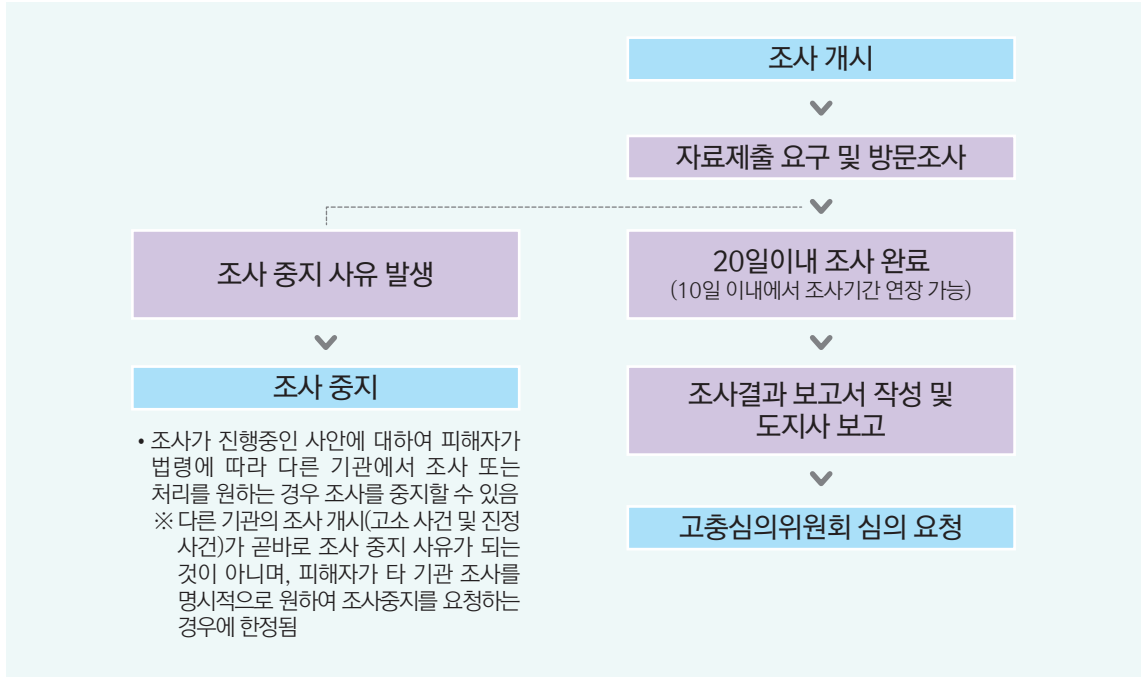 조사 개시
자료제출 요구 및 방문조사
조사 중지 사유 발생
20일이내 조사 완료
(10일 이내에서 조사기간 연장 가능)
조사 중지
조사결과 보고서 작성 및
도지사 보고
• 조사가 진행중인 사안에 대하여 피해자가
법령에 따라 다른 기관에서 조사 또는
처리를 원하는 경우 조사를 중지할 수 있음
※ 다른 기관의 조사 개시(고소 사건 및 진정
사건)가 곧바로 조사 중지 사유가 되는
것이 아니며, 피해자가 타 기관 조사를
명시적으로 원하여 조사중지를 요청하는
경우에 한정됨
고충심의위원회 심의 요청